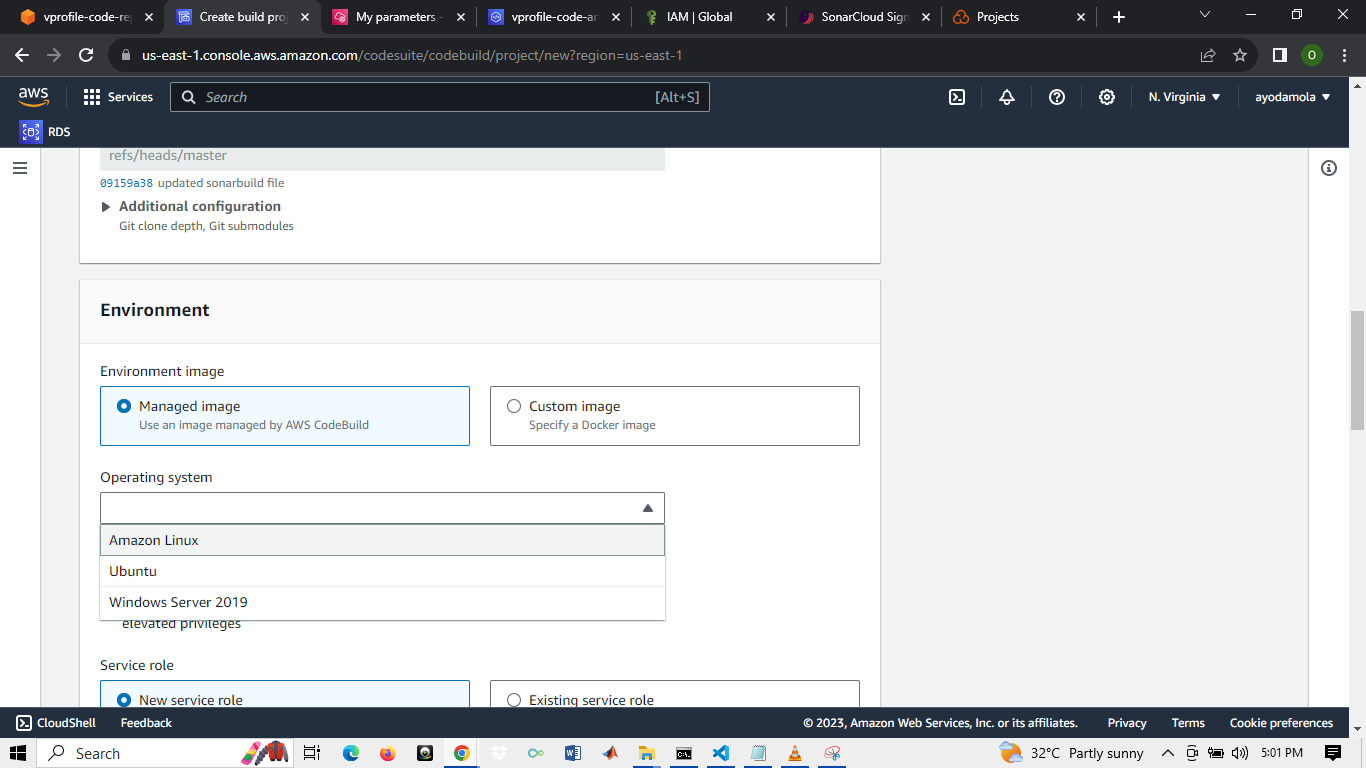 vprofile-code-rep
Create build proj
My parameters -
vprofile-code-ar
IAM | Global
SonarCloud Sign
Projects
us-east-1.console.aws.amazon.com/codesuite/codebuild/project/new?region=us-east-1
O
aws
Services
Search
[Alt+S]
N. Virginia
ayodamola
RDS
refs/heads/master
09159a38 updated sonarbuild file
Additional configuration
Git clone depth, Git submodules
Environment
Environment image
Managed image
Use an image managed by AWS CodeBuild
Custom image
Specify a Docker image
Operating system
Amazon Linux
Ubuntu
Windows Server 2019
elevated privileges
Service role
New service role
Existing service role
CloudShell
Feedback
© 2023, Amazon Web Services, Inc. or its affiliates.
Privacy
Terms
Cookie preferences
Search
32°C Partly sunny
5:01 PM